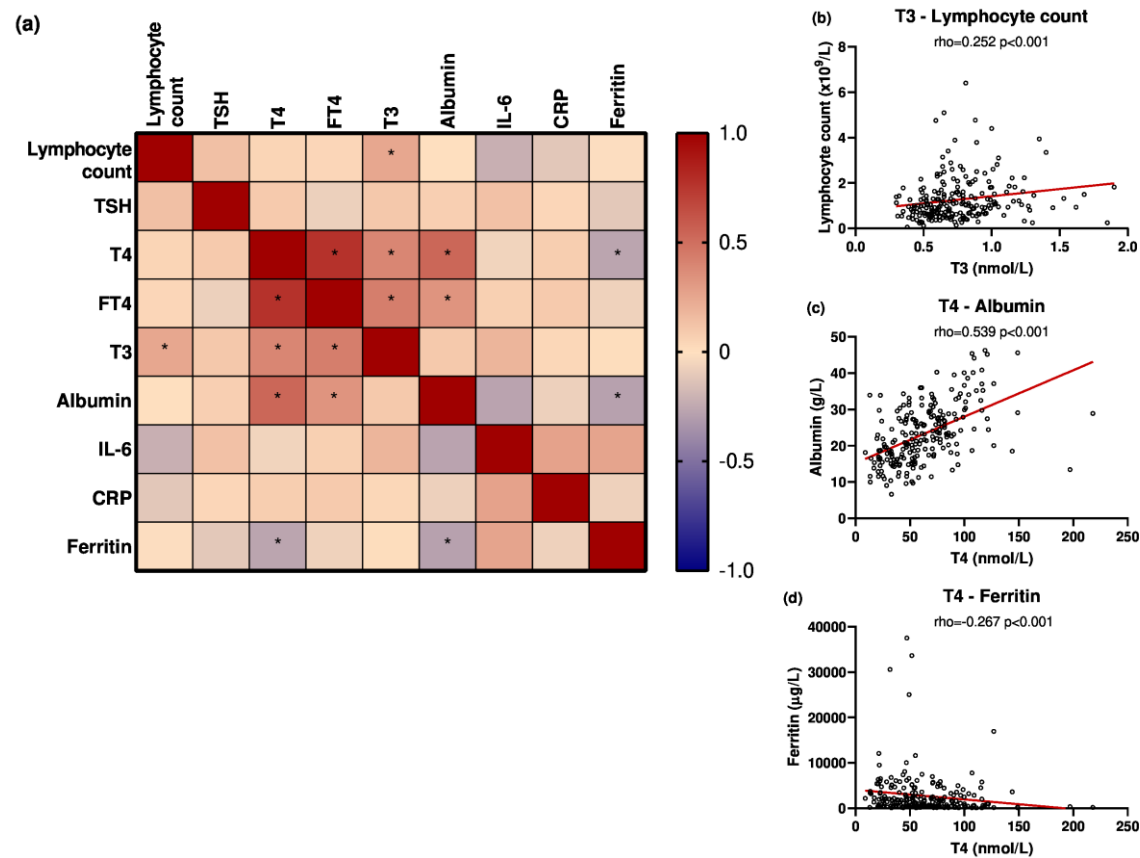 (a)
Lymphocyte
count
TSH
T4
FT4
T3
Albumin
IL-6
CRP
Ferritin
Lymphocyte
count
*
TSH
T4
* * * *
FT4
* * *
T3
* * *
Albumin
* * *
IL-6
CRP
Ferritin
* *
1.0
0.5
0
-0.5
-1.0
(b)
T3 - Lymphocyte count
rho=0.252 p<0.001
Lymphocyte count (x10⁹/L)
8
6
4
2
0
0.0 0.5 1.0 1.5 2.0
T3 (nmol/L)
(c)
T4 - Albumin
rho=0.539 p<0.001
Albumin (g/L)
50
40
30
20
10
0
0 50 100 150 200 250
T4 (nmol/L)
(d)
T4 - Ferritin
rho=-0.267 p<0.001
Ferritin (μg/L)
40000
30000
20000
10000
0
0 50 100 150 200 250
T4 (nmol/L)